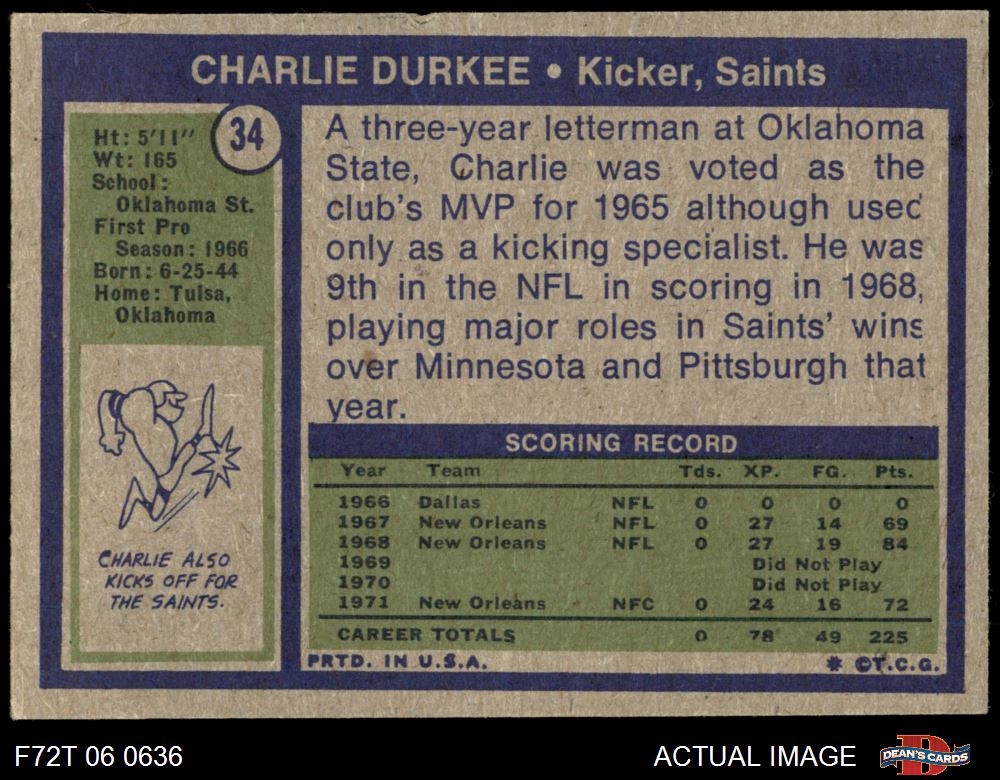 CHARLIE DURKEE • Kicker, Saints
34
Ht: 5'11"
Wt: 165
School:
Oklahoma St.
First Pro
Season: 1966
Born: 6-25-44
Home: Tulsa,
Oklahoma
CHARLIE ALSO
KICKS OFF FOR
THE SAINTS.
A three-year letterman at Oklahoma
State, Charlie was voted as the
club's MVP for 1965 although used
only as a kicking specialist. He was
9th in the NFL in scoring in 1968,
playing major roles in Saints' wins
over Minnesota and Pittsburgh that
year.
SCORING RECORD
Year Team Tds. XP. FG. Pts.
1966 Dallas NFL 0 0 0 0
1967 New Orleans NFL 0 27 14 69
1968 New Orleans NFL 0 27 19 84
1969 Did Not Play
1970 Did Not Play
1971 New Orleans NFC 0 24 16 72
CAREER TOTALS 0 78 49 225
PRTD. IN U.S.A. * ©T.C.G.
F72T 06 0636 ACTUAL IMAGE DEAN'S CARDS